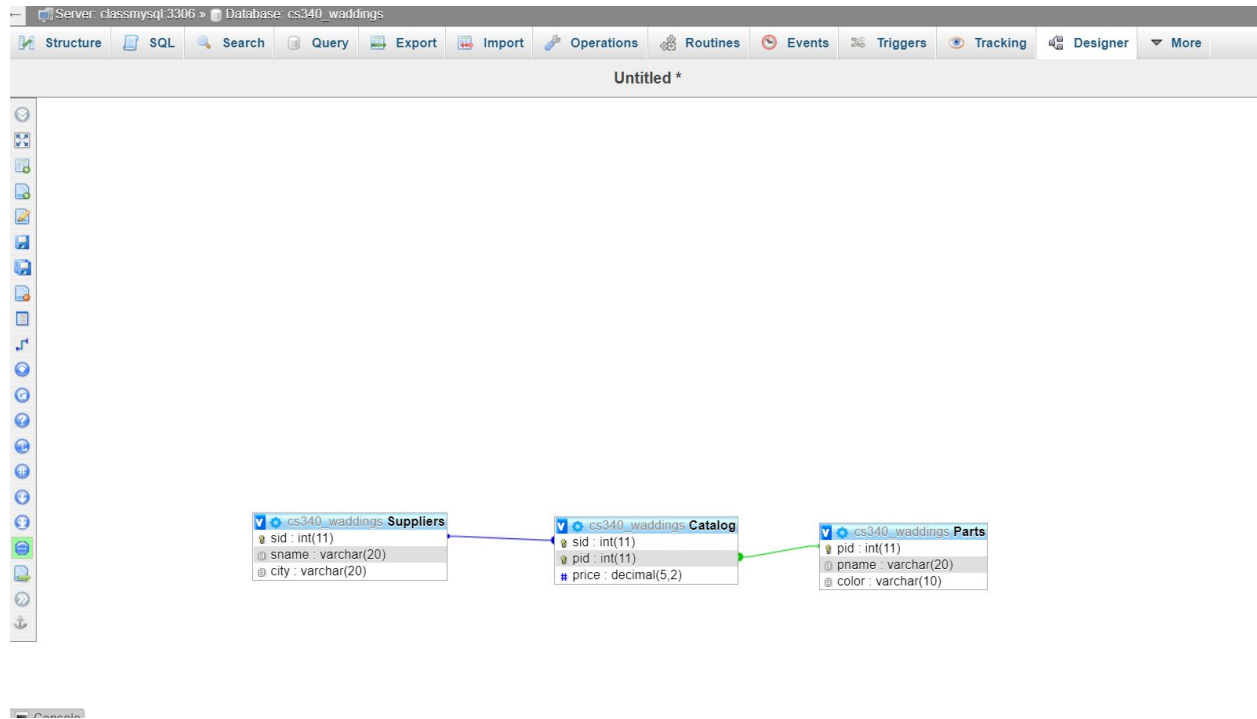 Server: classmysql:3306 » Database: cs340_waddings
Structure SQL Search Query Export Import Operations Routines Events Triggers Tracking Designer More
Untitled *
cs340_waddings Suppliers
sid : int(11)
sname : varchar(20)
city : varchar(20)
cs340_waddings Catalog
sid : int(11)
pid : int(11)
# price : decimal(5,2)
cs340_waddings Parts
pid : int(11)
pname : varchar(20)
color : varchar(10)
Console